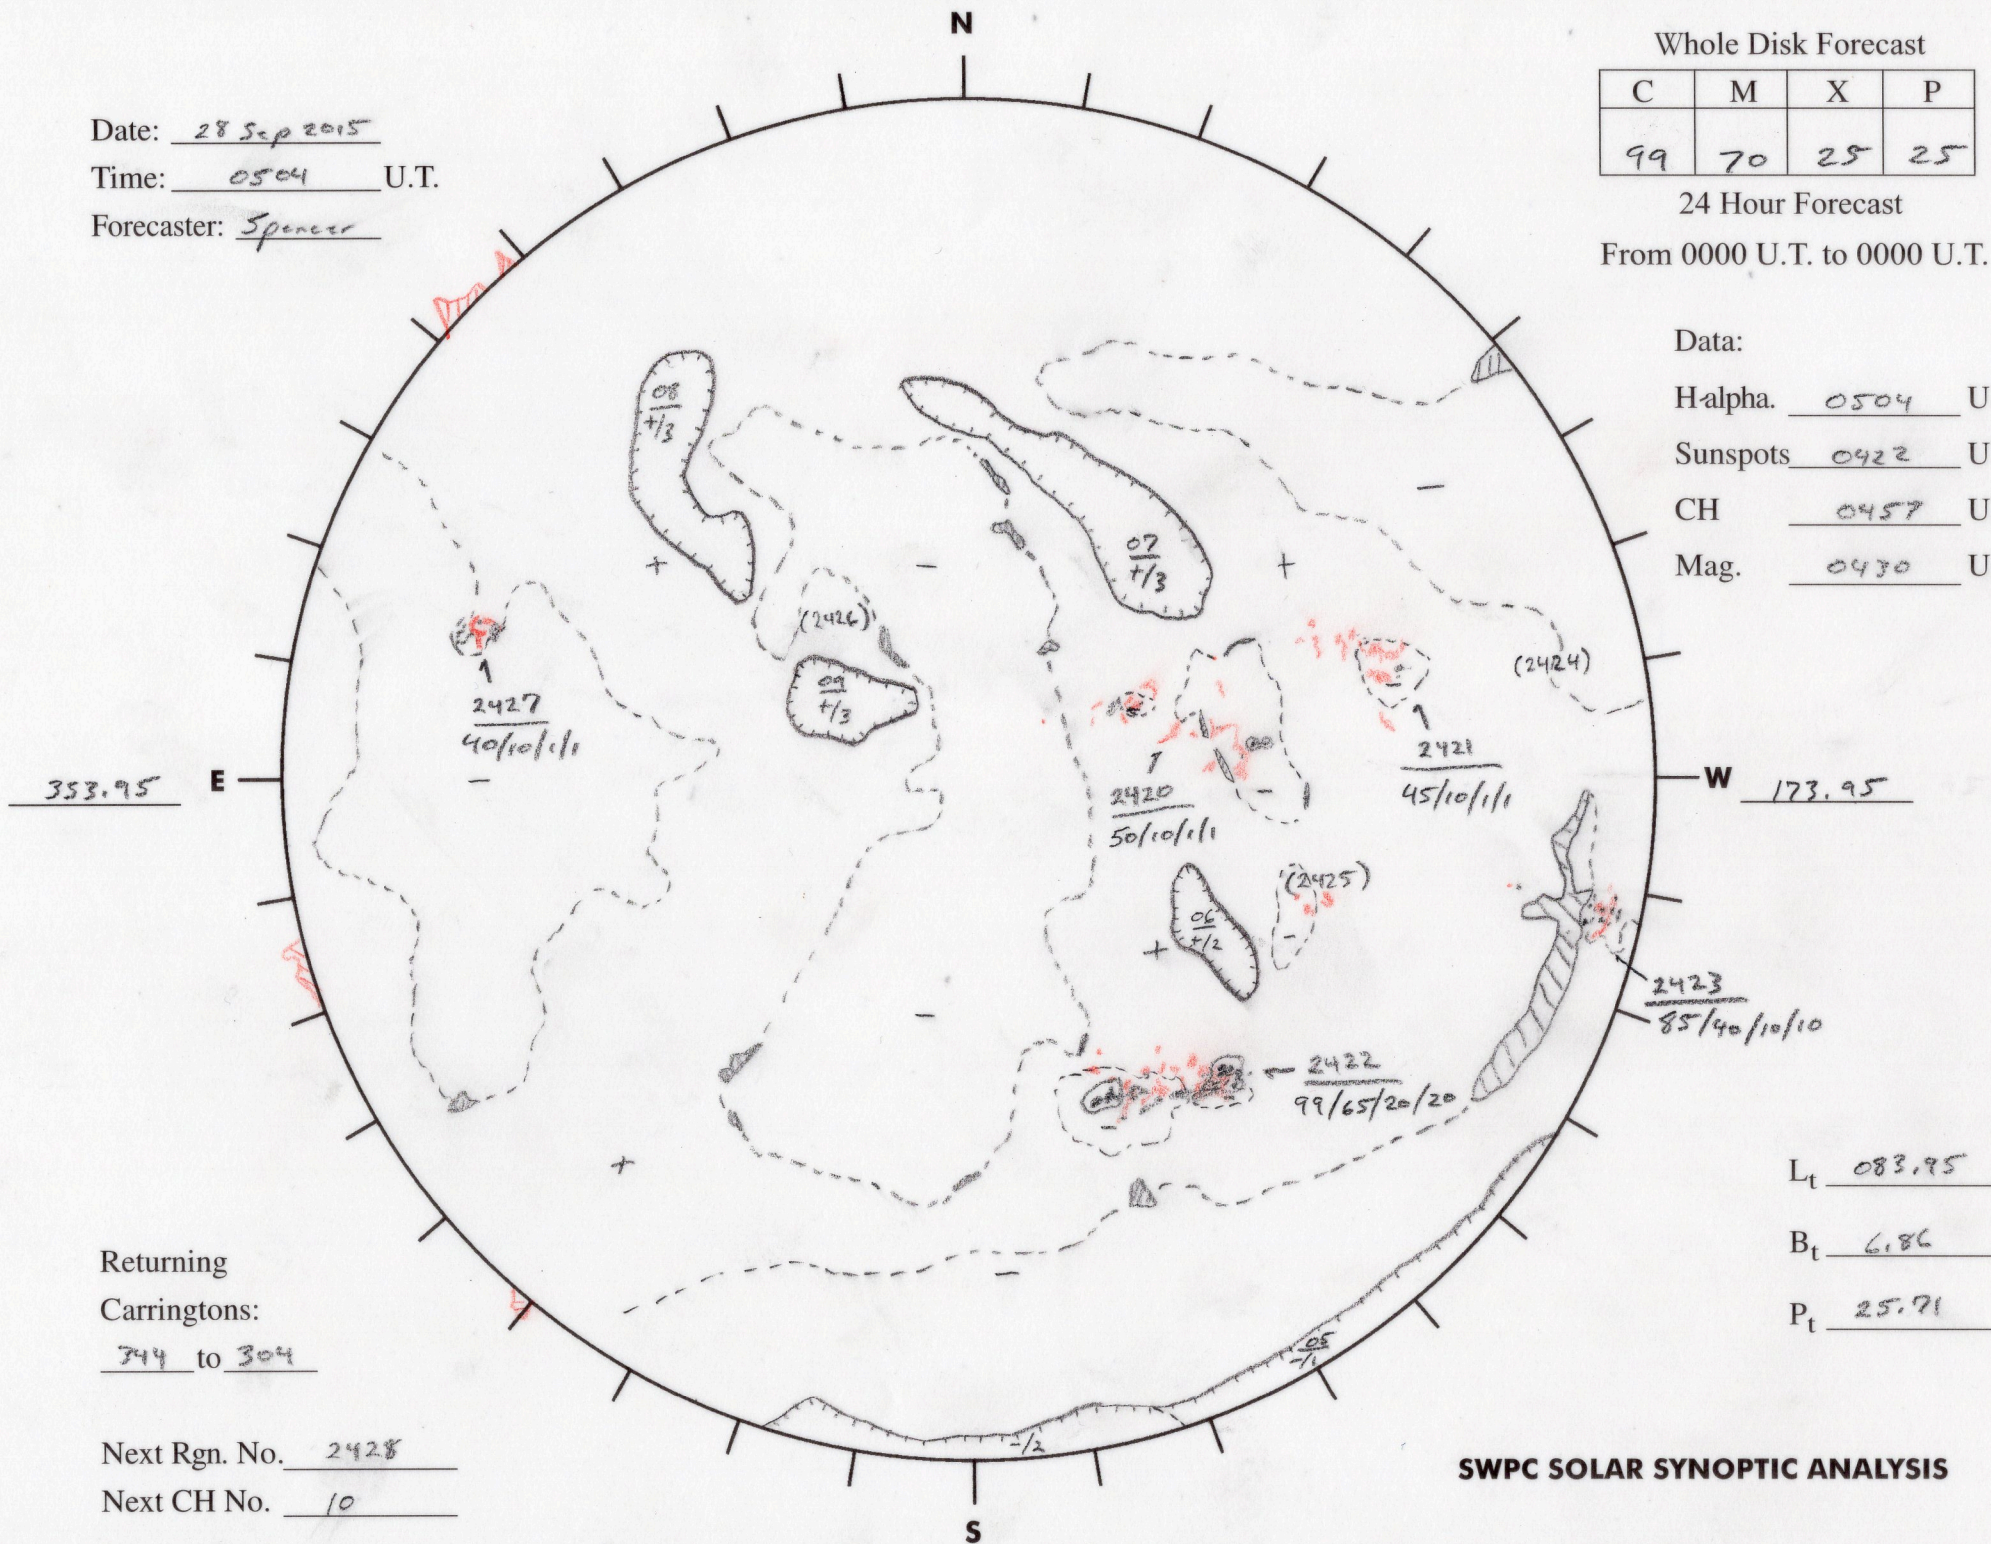 N
Whole Disk Forecast
C M X P
99 70 25 25
24 Hour Forecast
From 0000 U.T. to 0000 U.T.
Date: 28 Sep 2015
Time: 0504 U.T.
Forecaster: Spencer
Data:
H-alpha. 0504 U
Sunspots 0422 U
CH 0457 U
Mag. 0430 U
08
+/3
07
+/3
+
-
+
-
(2426)
(2424)
09
+/3
2427
40/10/1/1
-
2421
45/10/1/1
2420
50/10/1/1
-
353.95 E
W 173.95
(2425)
06
+/2
+
-
-
2423
85/40/10/10
2422
99/65/20/20
-
+
-
Lt 083.95
Bt 6.86
Pt 25.71
Returning
Carringtons:
344 to 304
05
-/1
-/2
Next Rgn. No. 2428
Next CH No. 10
SWPC SOLAR SYNOPTIC ANALYSIS
S